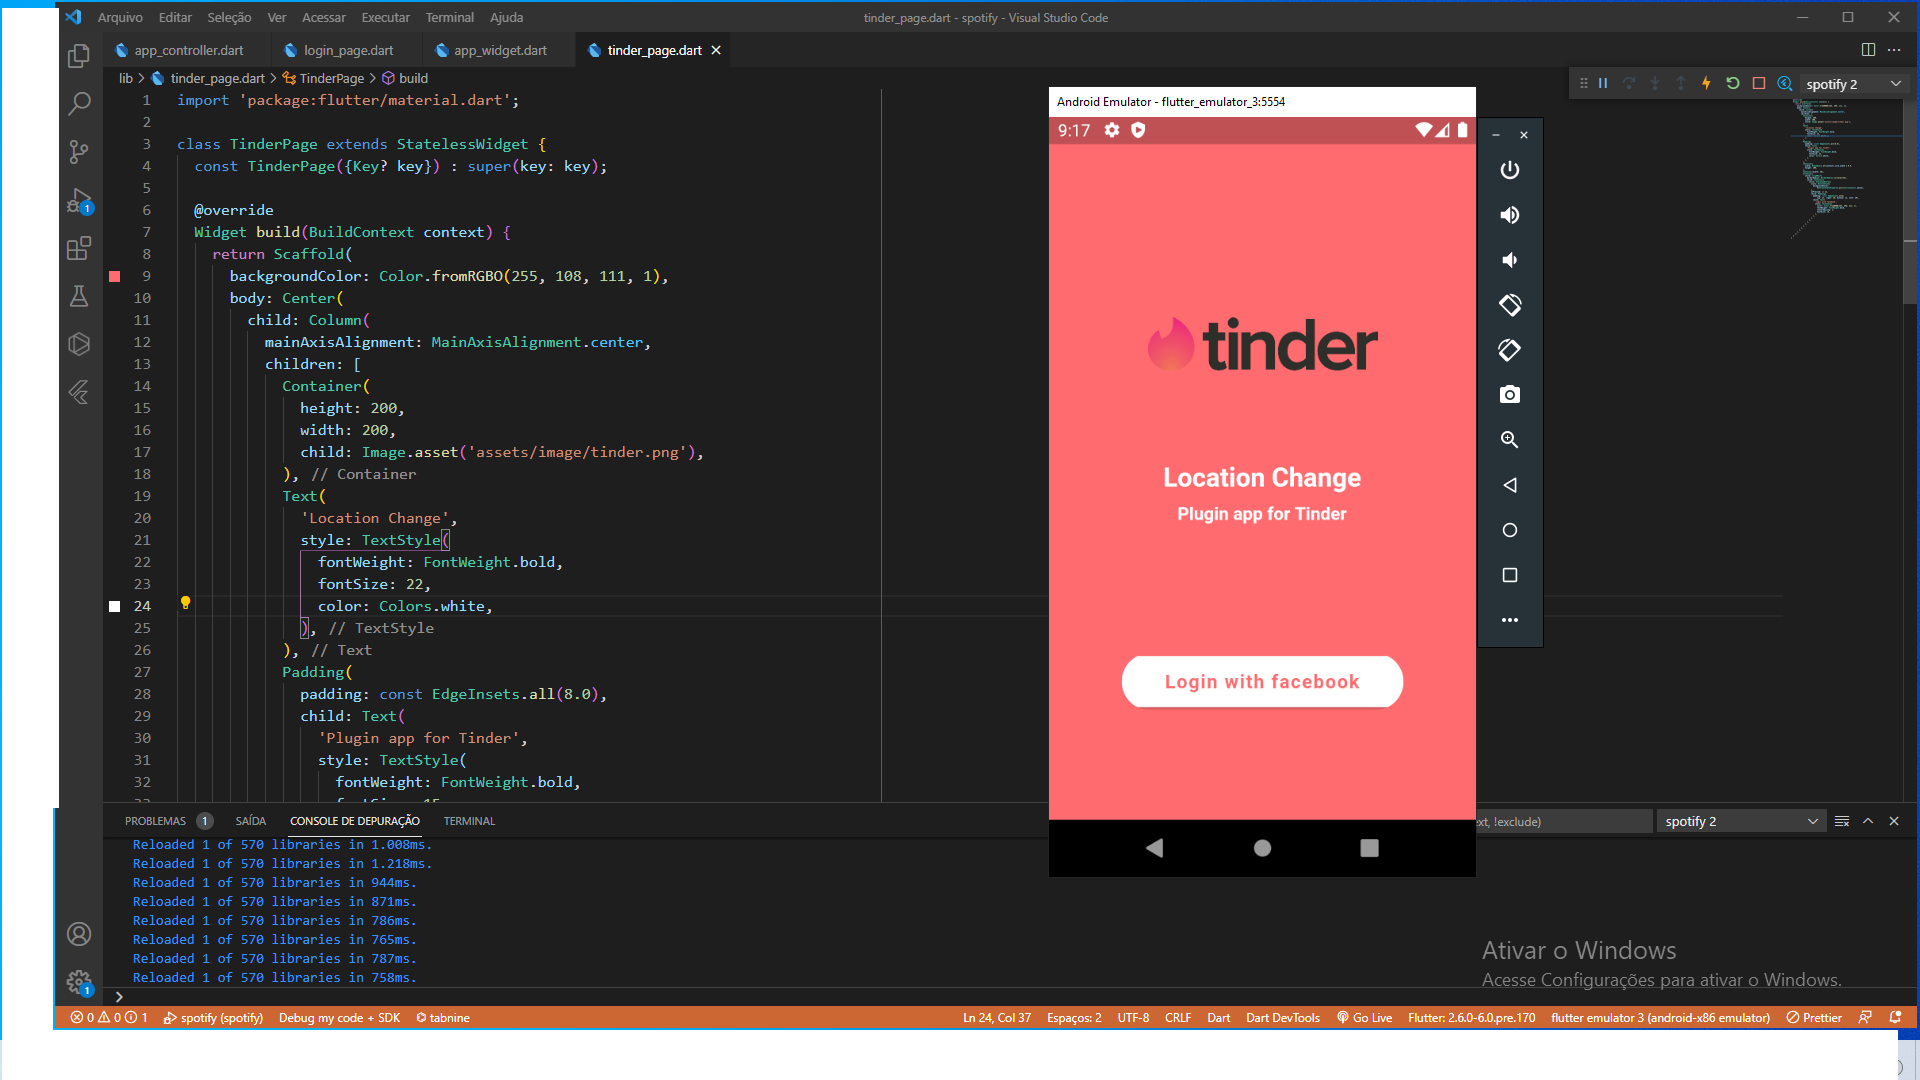 Arquivo Editar Seleção Ver Acessar Executar Terminal Ajuda
tinder_page.dart - spotify - Visual Studio Code
app_controller.dart login_page.dart app_widget.dart tinder_page.dart
lib > tinder_page.dart > TinderPage > build
spotify 2
1 import 'package:flutter/material.dart';
2
3 class TinderPage extends StatelessWidget {
4 const TinderPage({Key? key}) : super(key: key);
5
6 @override
7 Widget build(BuildContext context) {
8 return Scaffold(
9 backgroundColor: Color.fromRGBO(255, 108, 111, 1),
10 body: Center(
11 child: Column(
12 mainAxisAlignment: MainAxisAlignment.center,
13 children: [
14 Container(
15 height: 200,
16 width: 200,
17 child: Image.asset('assets/image/tinder.png'),
18 ), // Container
19 Text(
20 'Location Change',
21 style: TextStyle(
22 fontWeight: FontWeight.bold,
23 fontSize: 22,
24 color: Colors.white,
25 ), // TextStyle
26 ), // Text
27 Padding(
28 padding: const EdgeInsets.all(8.0),
29 child: Text(
30 'Plugin app for Tinder',
31 style: TextStyle(
32 fontWeight: FontWeight.bold,
Android Emulator - flutter_emulator_3:5554
9:17
tinder
Location Change
Plugin app for Tinder
Login with facebook
PROBLEMAS 1 SAÍDA CONSOLE DE DEPURAÇÃO TERMINAL
ext, !exclude) spotify 2
Reloaded 1 of 570 libraries in 1.008ms.
Reloaded 1 of 570 libraries in 1.218ms.
Reloaded 1 of 570 libraries in 944ms.
Reloaded 1 of 570 libraries in 871ms.
Reloaded 1 of 570 libraries in 786ms.
Reloaded 1 of 570 libraries in 765ms.
Reloaded 1 of 570 libraries in 787ms.
Reloaded 1 of 570 libraries in 758ms.
Ativar o Windows
Acesse Configurações para ativar o Windows.
1
1
0 0 1 spotify (spotify) Debug my code + SDK tabnine Ln 24, Col 37 Espaços: 2 UTF-8 CRLF Dart Dart DevTools Go Live Flutter: 2.6.0-6.0.pre.170 flutter emulator 3 (android-x86 emulator) Prettier